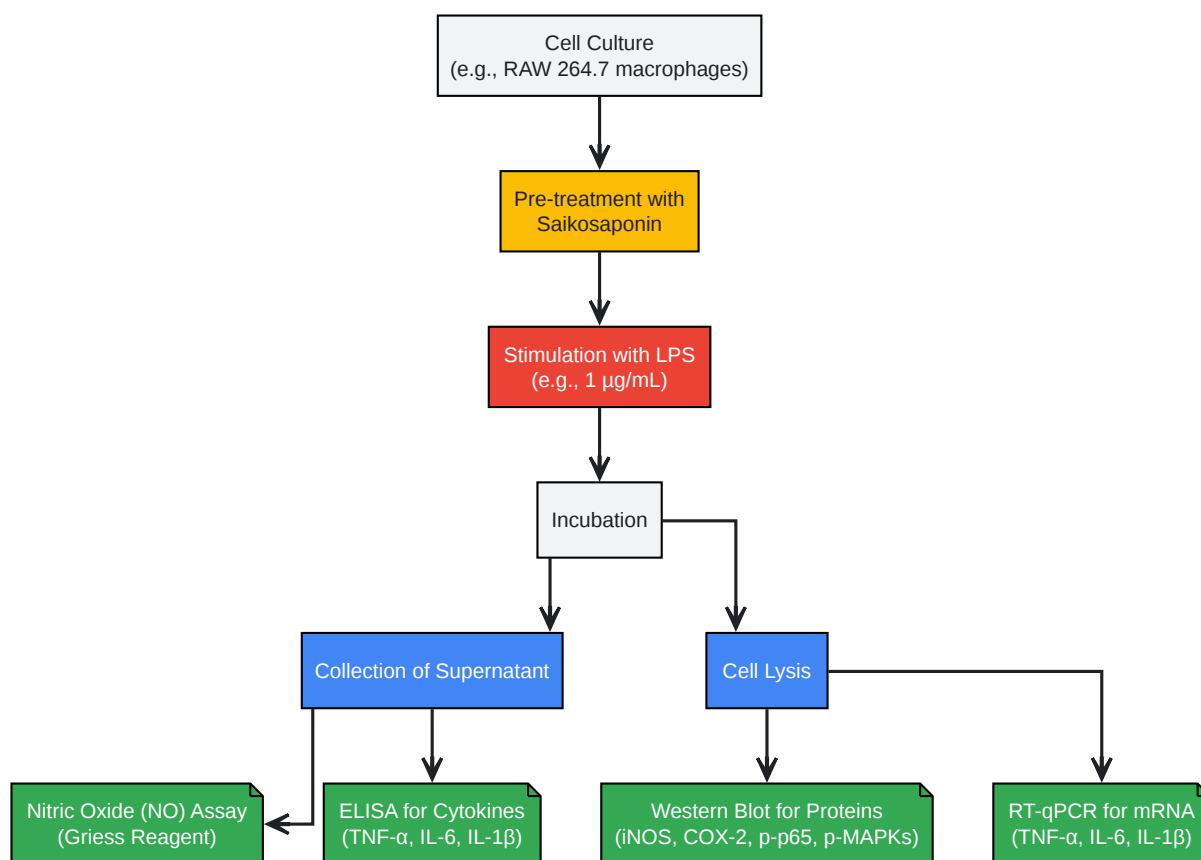 Cell Culture
(e.g., RAW 264.7 macrophages)
Pre-treatment with
Saikosaponin
Stimulation with LPS
(e.g., 1 µg/mL)
Incubation
Collection of Supernatant
Cell Lysis
Nitric Oxide (NO) Assay
(Griess Reagent)
ELISA for Cytokines
(TNF-α, IL-6, IL-1β)
Western Blot for Proteins
(iNOS, COX-2, p-p65, p-MAPKs)
RT-qPCR for mRNA
(TNF-α, IL-6, IL-1β)